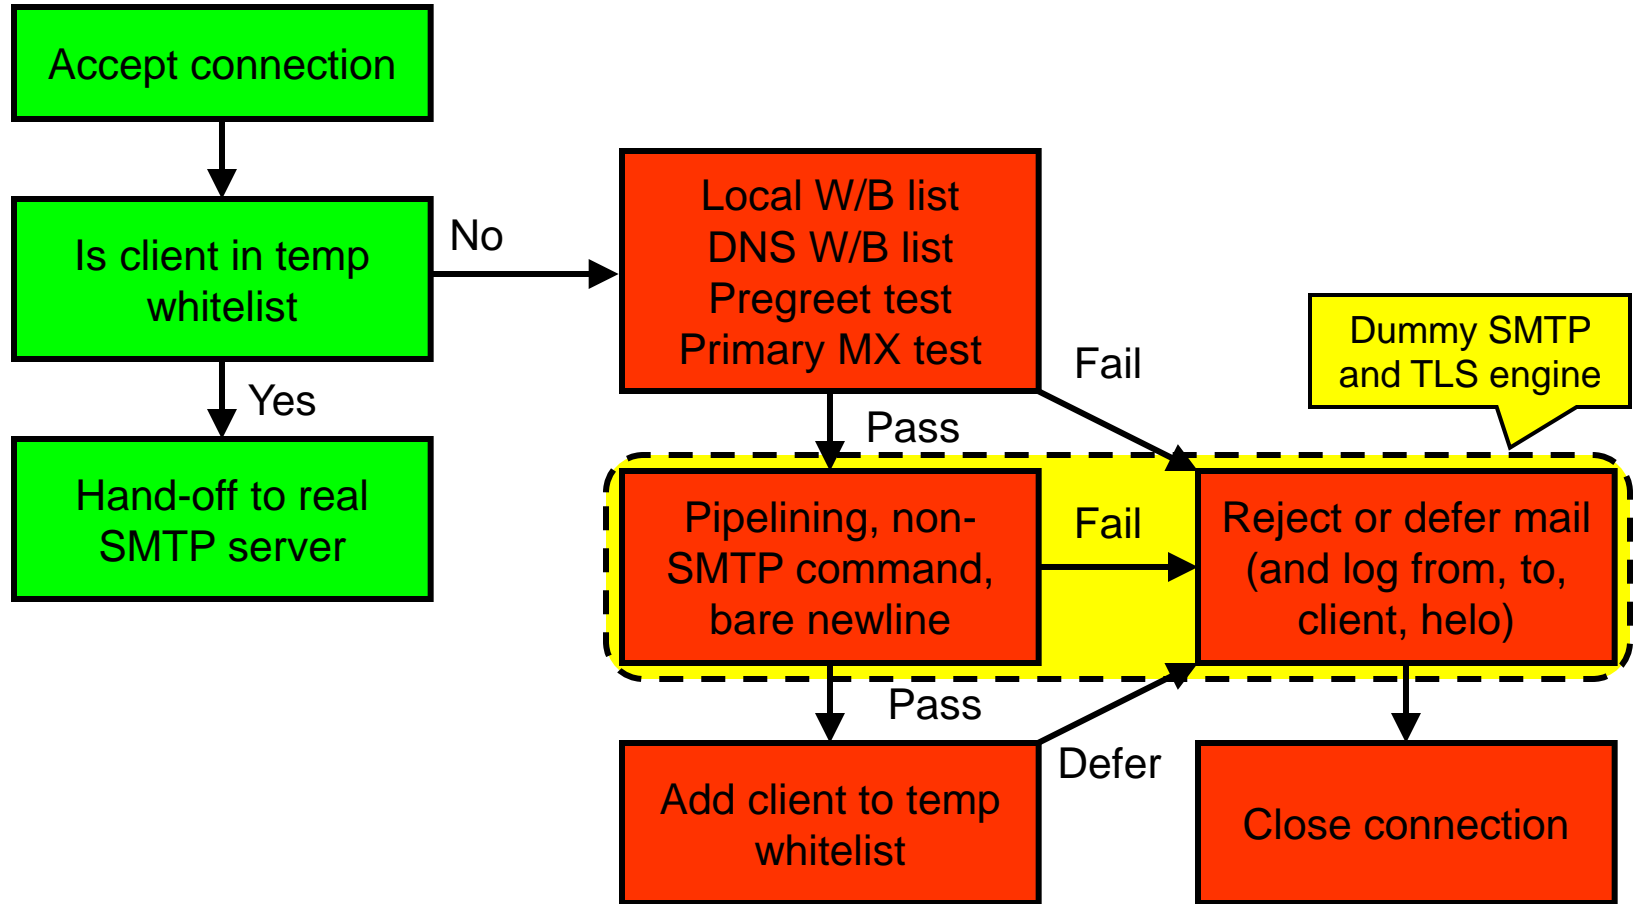 Accept connection
Is client in temp
whitelist
No
Yes
Hand-off to real
SMTP server
Local W/B list
DNS W/B list
Pregreet test
Primary MX test
Fail
Pass
Dummy SMTP
and TLS engine
Pipelining, non-
SMTP command,
bare newline
Fail
Reject or defer mail
(and log from, to,
client, helo)
Pass
Defer
Add client to temp
whitelist
Close connection